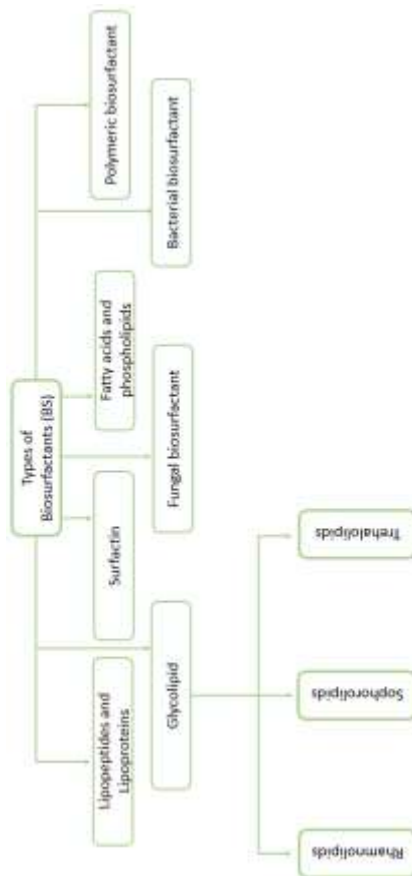 Types of
Biosurfactants (BS)
Lipopeptides and
Lipoproteins
Surfactin
Fatty acids and
phospholipids
Polymeric biosurfactant
Glycolipid
Fungal biosurfactant
Bacterial biosurfactant
Rhamnolipids
Sophorolipids
Trehalolipids